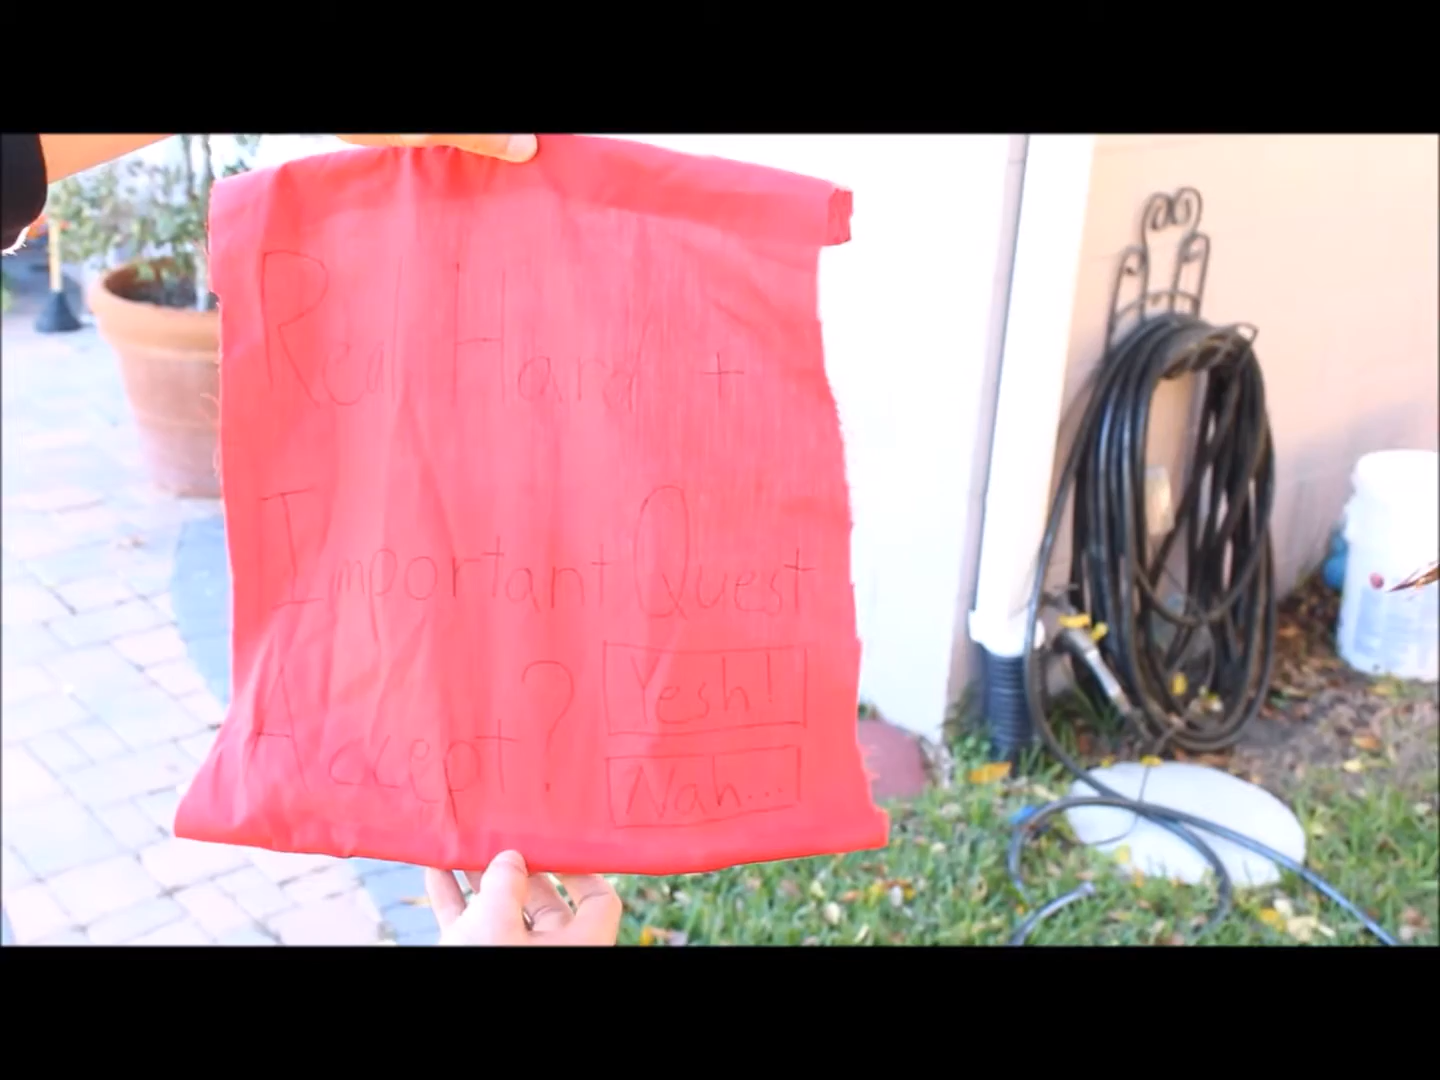 Real Hard +
Important Quest
Accept?
Yesh!
Nah...